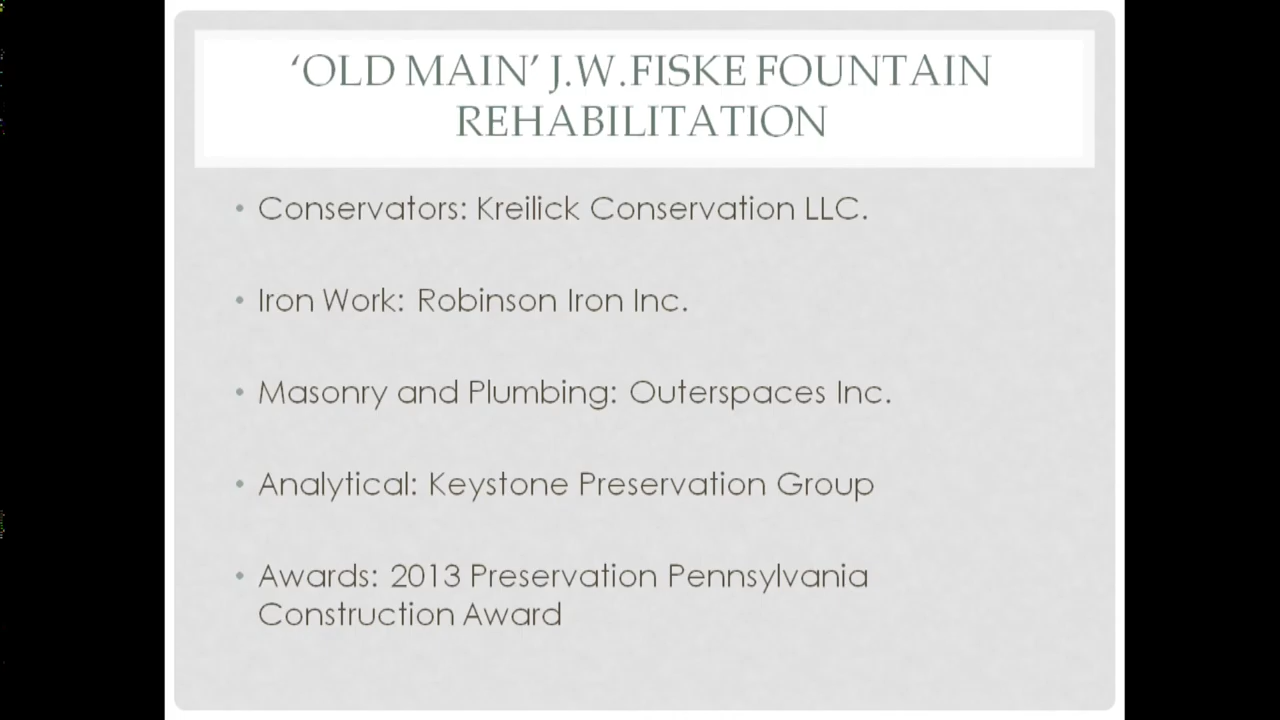 ‘OLD MAIN’ J.W.FISKE FOUNTAIN
REHABILITATION
• Conservators: Kreilick Conservation LLC.
• Iron Work: Robinson Iron Inc.
• Masonry and Plumbing: Outerspaces Inc.
• Analytical: Keystone Preservation Group
• Awards: 2013 Preservation Pennsylvania
Construction Award